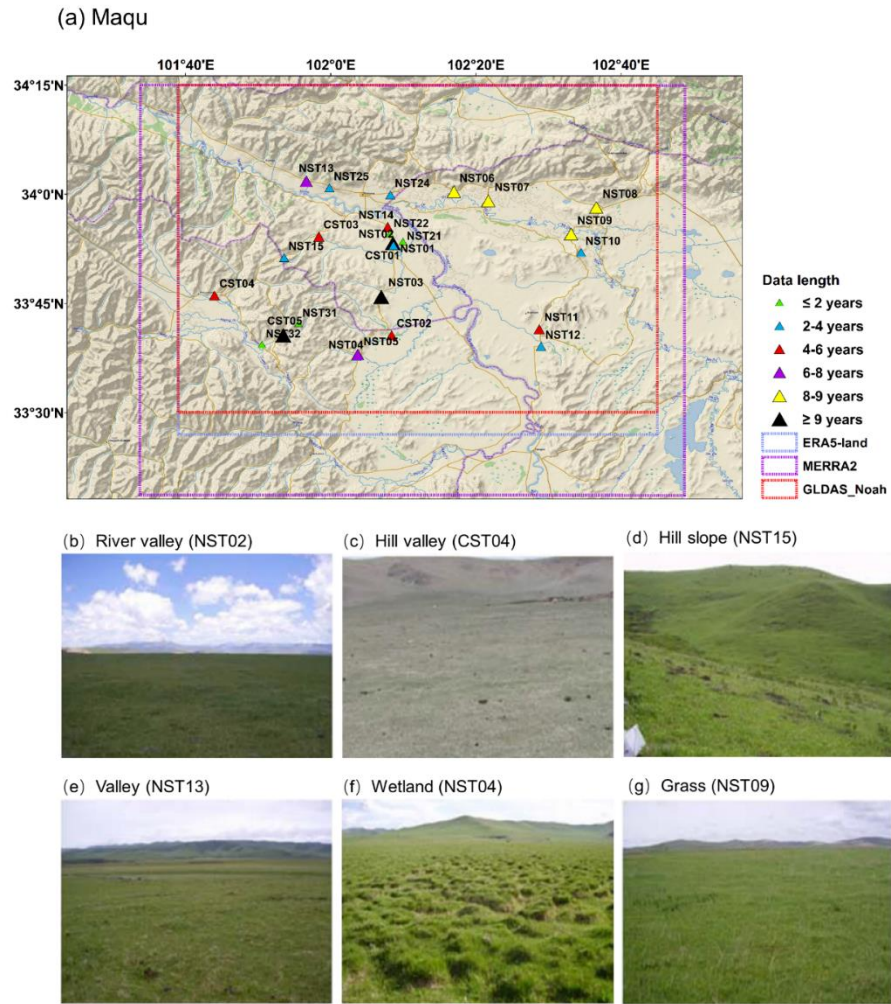 (a) Maqu
101°40' 102°0' 102°20' 102°40'
34°15'N
34°0'N
33°45'N
33°30'N
NST13
NST25
NST24
NST06
NST07
NST08
NST09
NST10
NST14
NST22
CST03
NST02
NST21
NST15
CST01
NST01
CST04
NST03
NST31
CST05
NST32
CST02
NST05
NST04
NST11
NST12
Data length
≤ 2 years
2-4 years
4-6 years
6-8 years
8-9 years
≥ 9 years
ERA5-land
MERRA2
GLDAS_Noah
(b) River valley (NST02)
(c) Hill valley (CST04)
(d) Hill slope (NST15)
(e) Valley (NST13)
(f) Wetland (NST04)
(g) Grass (NST09)